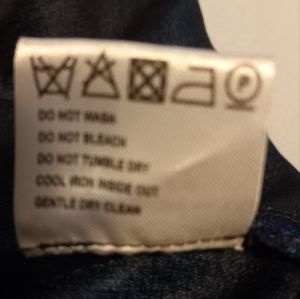 P
DO NOT WASH
DO NOT BLEACH
DO NOT TUMBLE DRY
COOL IRON INSIDE OUT
GENTLE DRY CLEAN